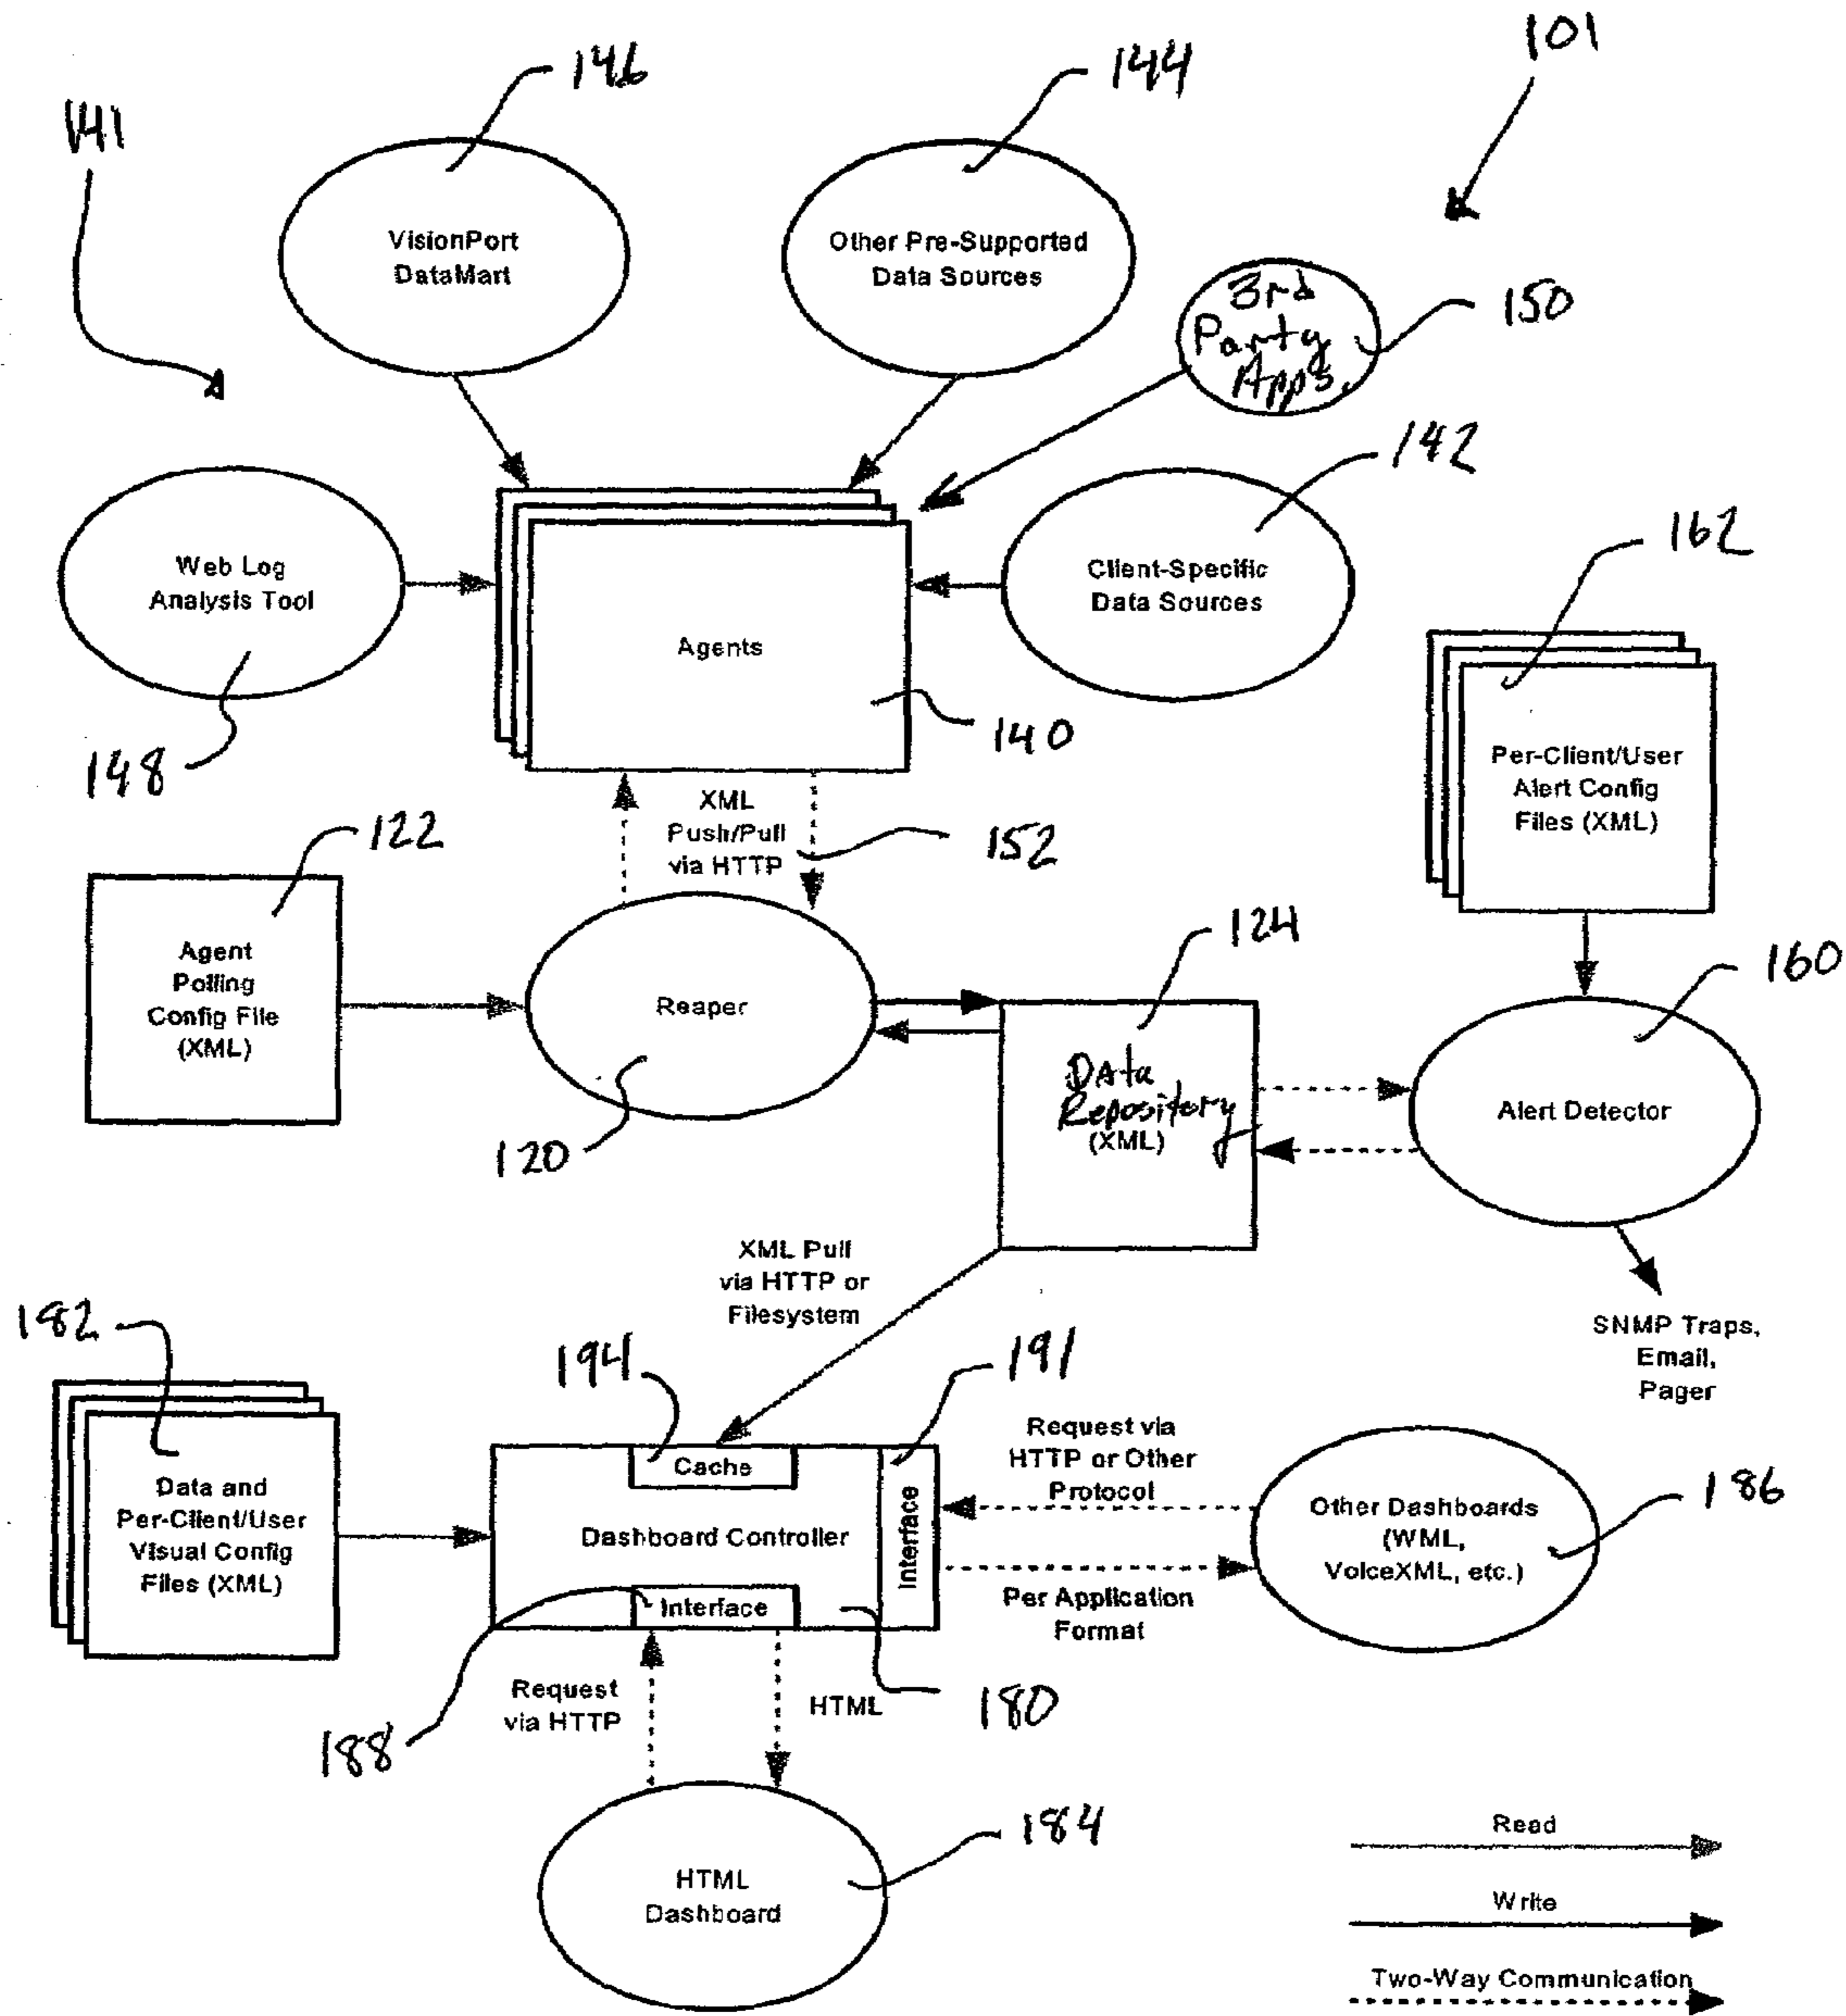 101
146
144
141
VisionPort
DataMart
Other Pre-Supported
Data Sources
3rd
Party
Apps
150
142
Web Log
Analysis Tool
Client-Specific
Data Sources
162
Agents
148
140
Per-Client/User
Alert Config
Files (XML)
XML
Push/Pull
via HTTP
122
152
124
160
Agent
Polling
Config File
(XML)
Reaper
Data
Repository
(XML)
Alert Detector
120
XML Pull
via HTTP or
Filesystem
182
194
191
SNMP Traps,
Email,
Pager
Data and
Per-Client/User
Visual Config
Files (XML)
Cache
Dashboard Controller
Interface
Interface
Request via
HTTP or Other
Protocol
Other Dashboards
(WML,
VoiceXML, etc.)
186
Per Application
Format
Request
via HTTP
HTML
180
188
184
HTML
Dashboard
Read
Write
Two-Way Communication